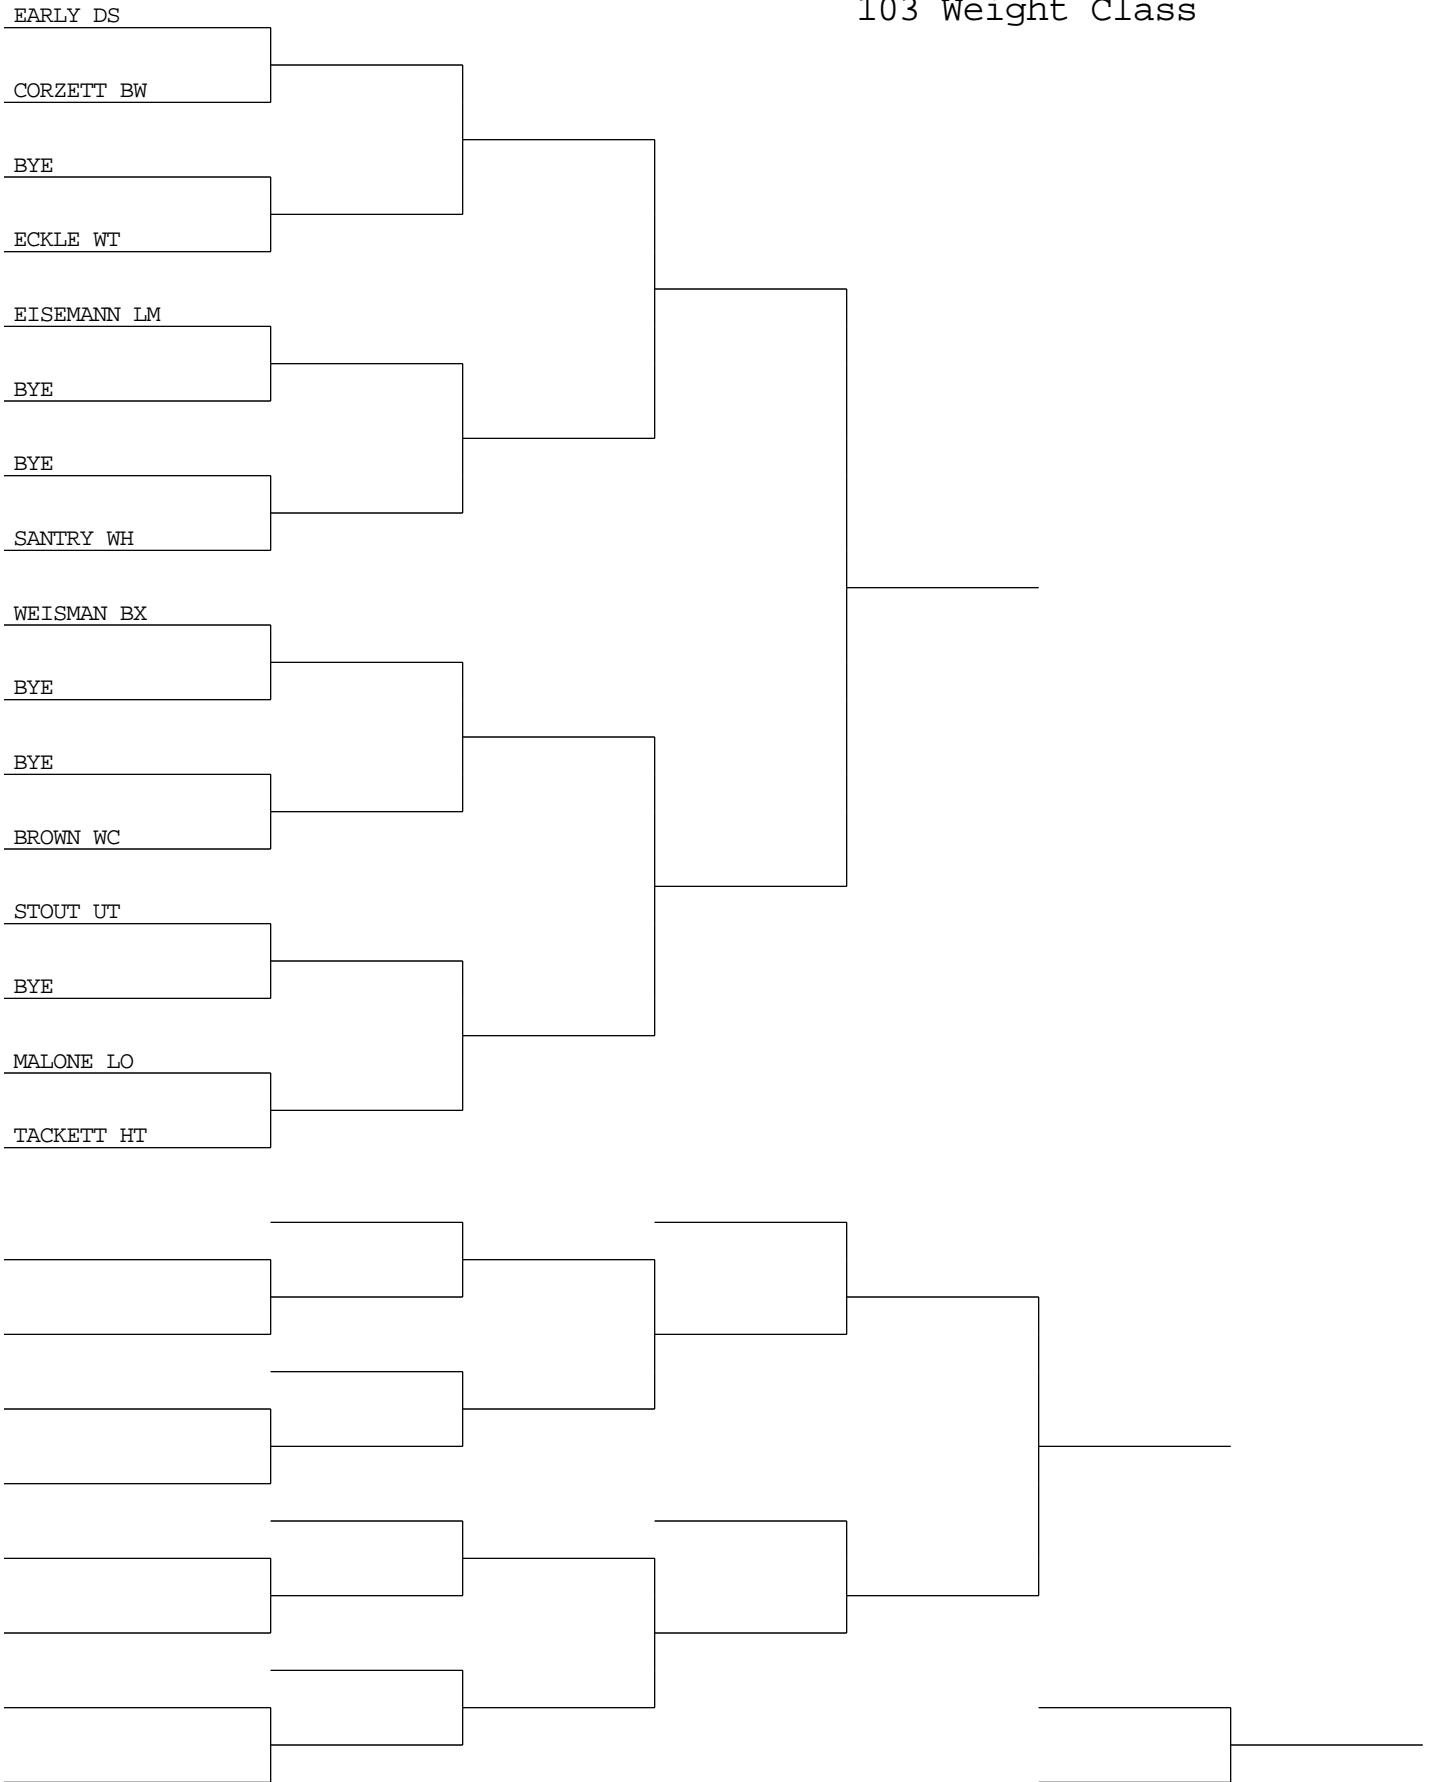 103 Weight Class
EARLY DS
CORZETT BW
BYE
ECKLE WT
EISEMANN LM
BYE
BYE
SANTRY WH
WEISMAN BX
BYE
BYE
BROWN WC
STOUT UT
BYE
MALONE LO
TACKETT HT